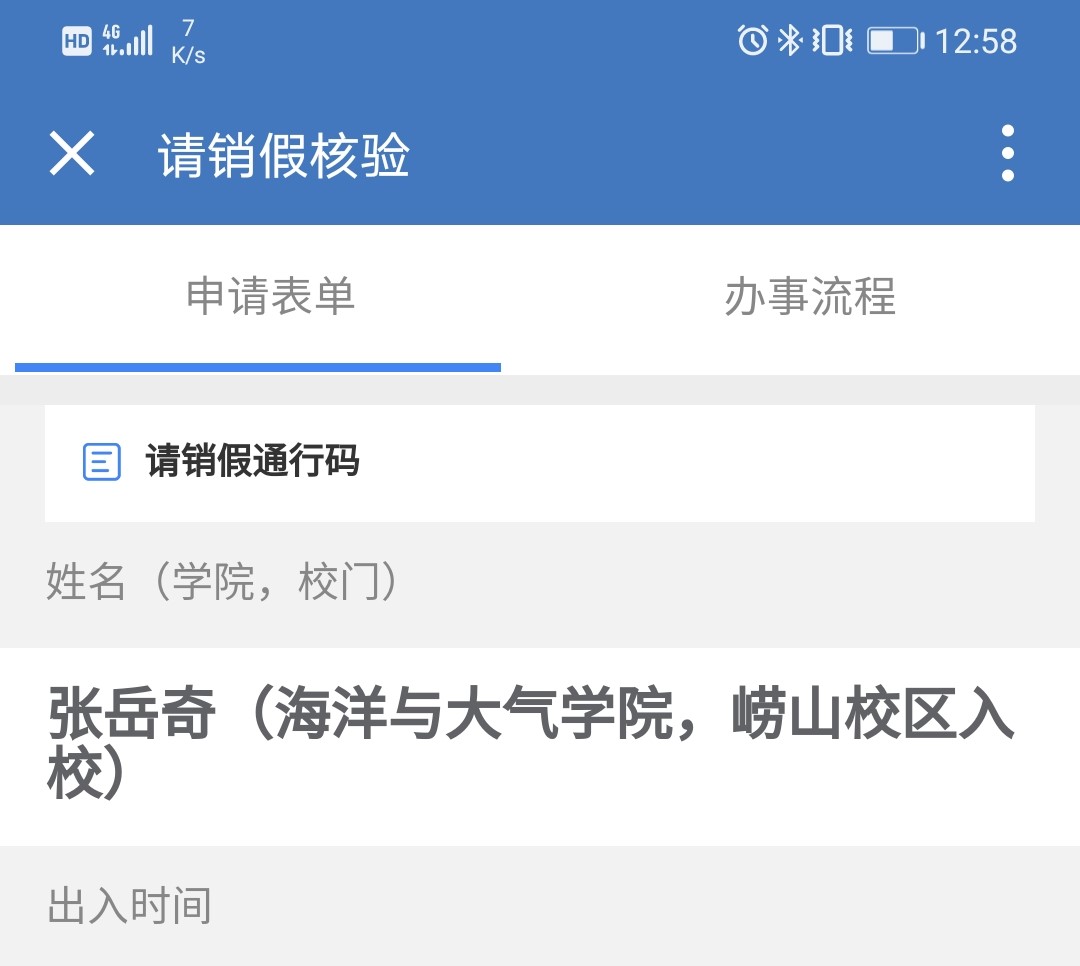 HD 4G 7 K/s 12:58
请销假核验
申请表单 办事流程
请销假通行码
姓名（学院，校门）
张岳奇（海洋与大气学院，崂山校区入
校）
出入时间